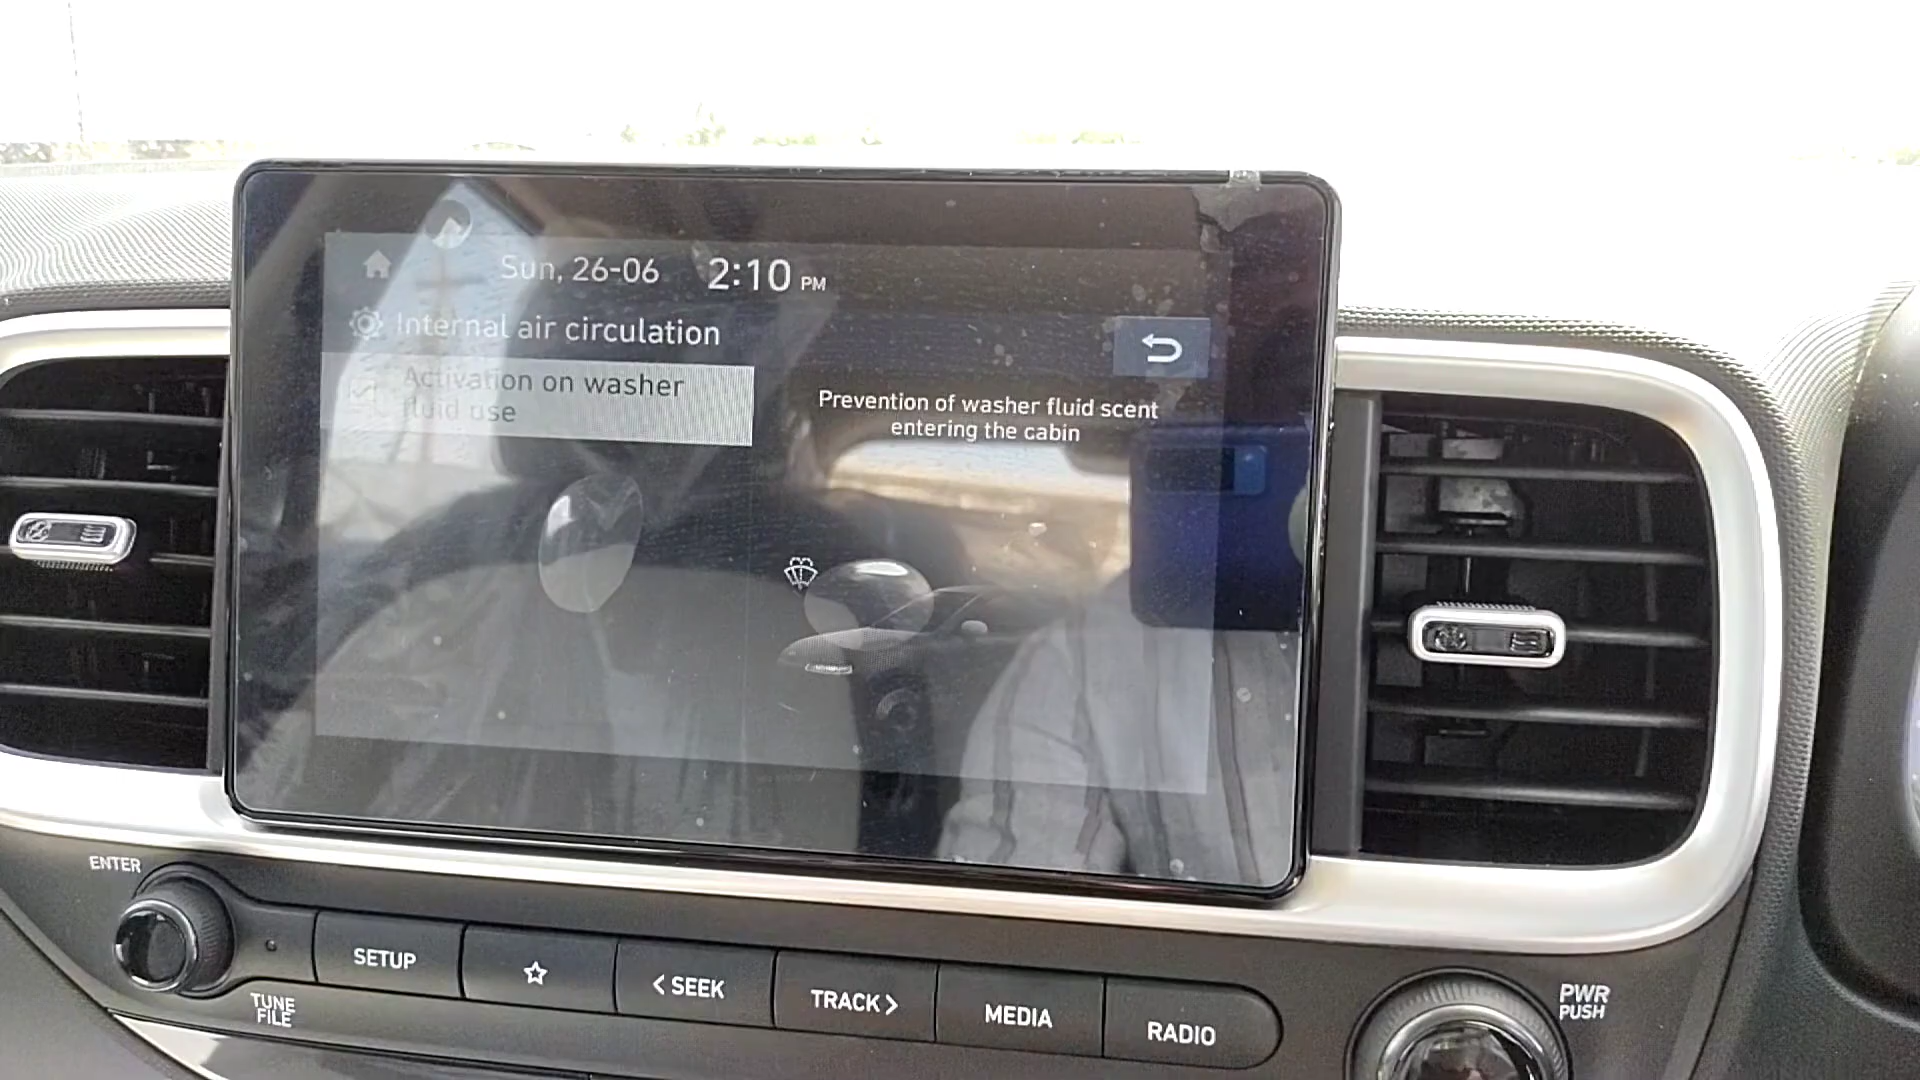 Sun, 26-06 2:10 PM
Internal air circulation
Activation on washer
fluid use
Prevention of washer fluid scent
entering the cabin
ENTER
TUNE
FILE
SETUP
< SEEK
TRACK >
MEDIA
RADIO
PWR
PUSH